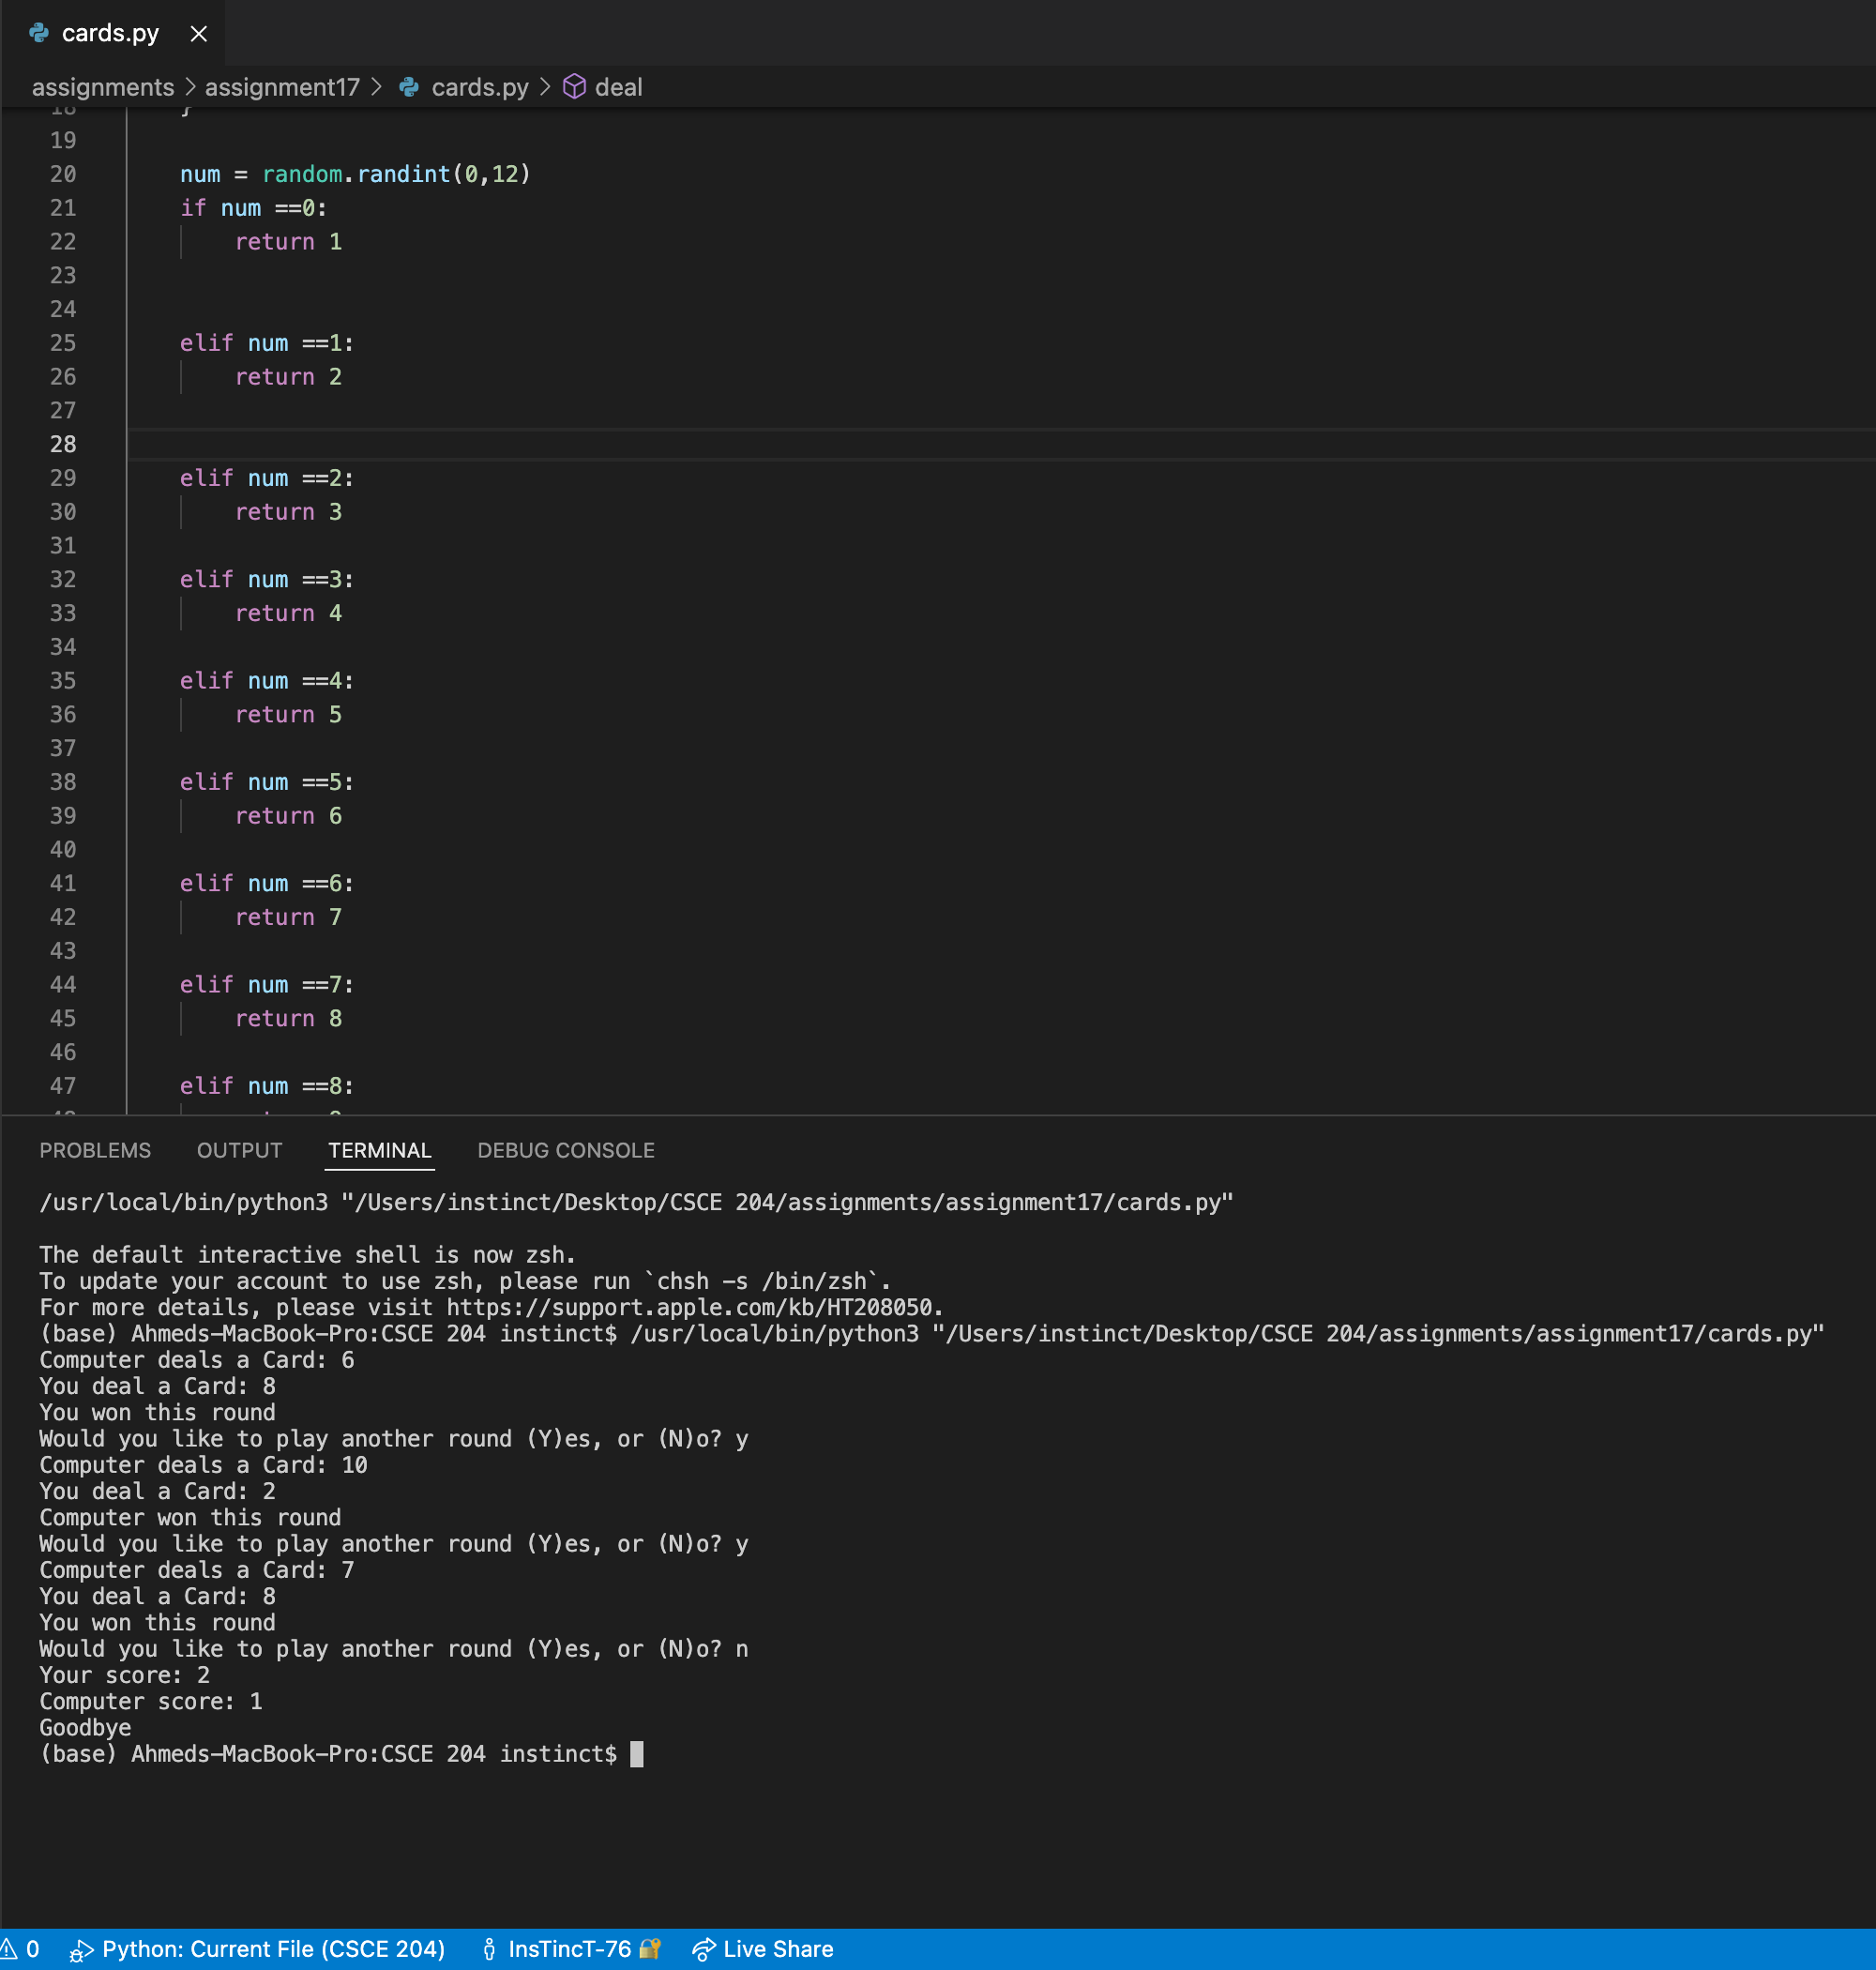 cards.py
assignments > assignment17 > cards.py > deal
18 }
19
20 num = random.randint(0,12)
21 if num ==0:
22 return 1
23
24
25 elif num ==1:
26 return 2
27
28
29 elif num ==2:
30 return 3
31
32 elif num ==3:
33 return 4
34
35 elif num ==4:
36 return 5
37
38 elif num ==5:
39 return 6
40
41 elif num ==6:
42 return 7
43
44 elif num ==7:
45 return 8
46
47 elif num ==8:
PROBLEMS OUTPUT TERMINAL DEBUG CONSOLE
/usr/local/bin/python3 "/Users/instinct/Desktop/CSCE 204/assignments/assignment17/cards.py"
The default interactive shell is now zsh.
To update your account to use zsh, please run `chsh -s /bin/zsh`.
For more details, please visit https://support.apple.com/kb/HT208050.
(base) Ahmeds-MacBook-Pro:CSCE 204 instinct$ /usr/local/bin/python3 "/Users/instinct/Desktop/CSCE 204/assignments/assignment17/cards.py"
Computer deals a Card: 6
You deal a Card: 8
You won this round
Would you like to play another round (Y)es, or (N)o? y
Computer deals a Card: 10
You deal a Card: 2
Computer won this round
Would you like to play another round (Y)es, or (N)o? y
Computer deals a Card: 7
You deal a Card: 8
You won this round
Would you like to play another round (Y)es, or (N)o? n
Your score: 2
Computer score: 1
Goodbye
(base) Ahmeds-MacBook-Pro:CSCE 204 instinct$
0 Python: Current File (CSCE 204) InsTincT-76 Live Share